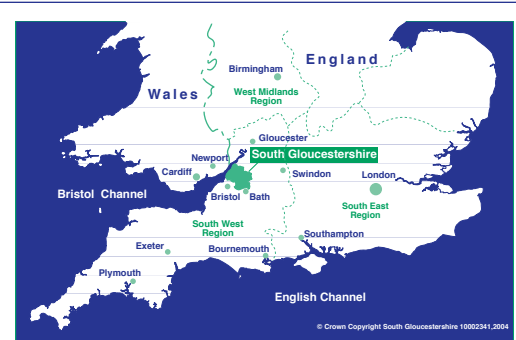 England
Birmingham
Wales
West Midlands
Region
Gloucester
South Gloucestershire
Newport
Cardiff
Swindon
London
Bristol Channel
Bristol
Bath
South East
Region
South West
Region
Southampton
Exeter
Bournemouth
Plymouth
English Channel
© Crown Copyright South Gloucestershire 10002341,2004